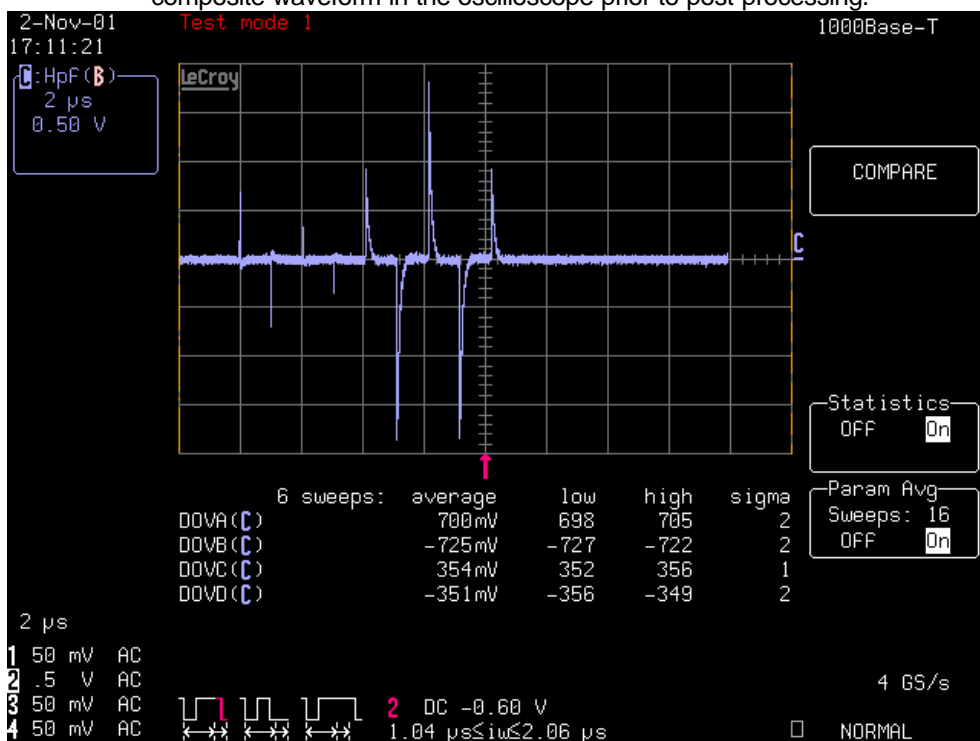 composite waveform in the oscilloscope prior to post processing.
2-Nov-01 Test mode 1 1000Base-T
17:11:21
C:HpF(B)
2 µs
0.50 V
LeCroy
COMPARE
C
Statistics
OFF On
Param Avg
Sweeps: 16
OFF On
6 sweeps: average low high sigma
DOVA(C) 700mV 698 705 2
DOVB(C) -725mV -727 -722 2
DOVC(C) 354mV 352 356 1
DOVD(C) -351mV -356 -349 2
2 µs
1 50 mV AC
2 .5 V AC
3 50 mV AC
4 50 mV AC
4 GS/s
2 DC -0.60 V
1.04 µs≤iw≤2.06 µs
NORMAL